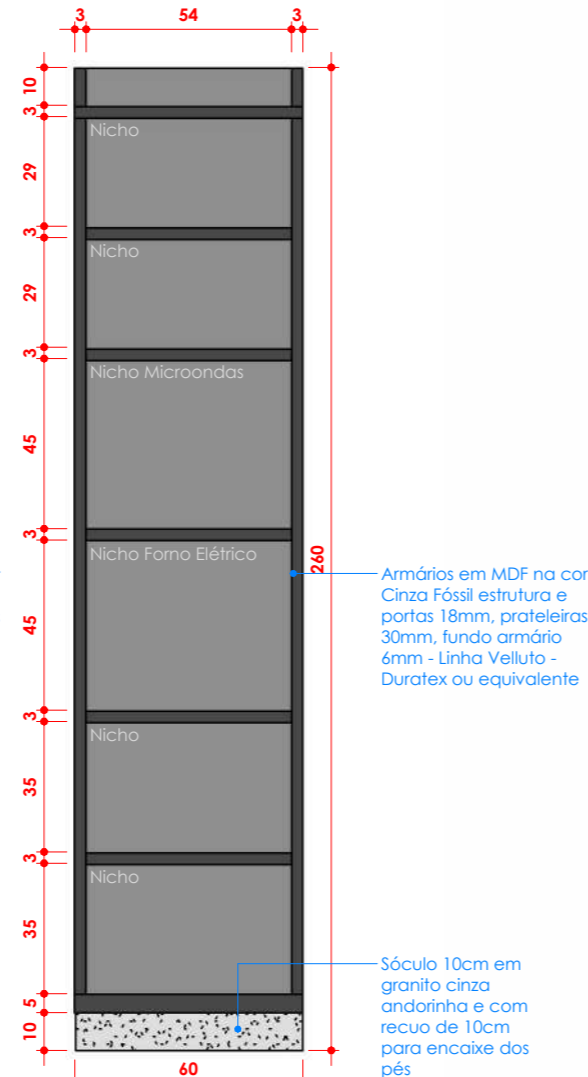 3
54
3
10
3
Nicho
29
3
Nicho
29
3
Nicho Microondas
45
3
Nicho Forno Elétrico
260
Armários em MDF na cor
Cinza Fóssil estrutura e
portas 18mm, prateleiras
30mm, fundo armário
6mm - Linha Velluto -
Duratex ou equivalente
45
3
Nicho
35
3
Nicho
35
5
10
Sóculo 10cm em
granito cinza
andorinha e com
recuo de 10cm
para encaixe dos
pés
60